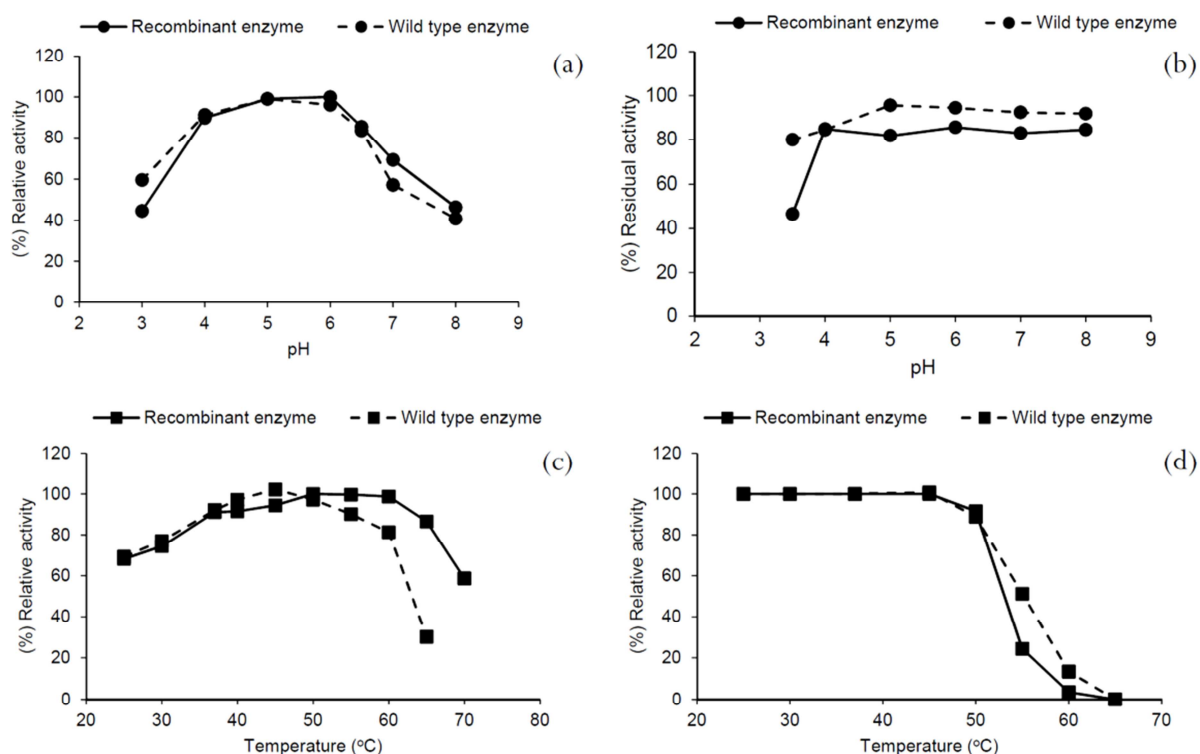 Recombinant enzyme Wild type enzyme
120
100
80
60
40
20
0
(%) Relative activity
2 3 4 5 6 7 8 9
pH
(a)
Recombinant enzyme Wild type enzyme
120
100
80
60
40
20
0
(%) Residual activity
2 3 4 5 6 7 8 9
pH
(b)
Recombinant enzyme Wild type enzyme
120
100
80
60
40
20
0
(%) Relative activity
20 30 40 50 60 70 80
Temperature (°C)
(c)
Recombinant enzyme Wild type enzyme
120
100
80
60
40
20
0
(%) Relative activity
20 30 40 50 60 70
Temperature (°C)
(d)